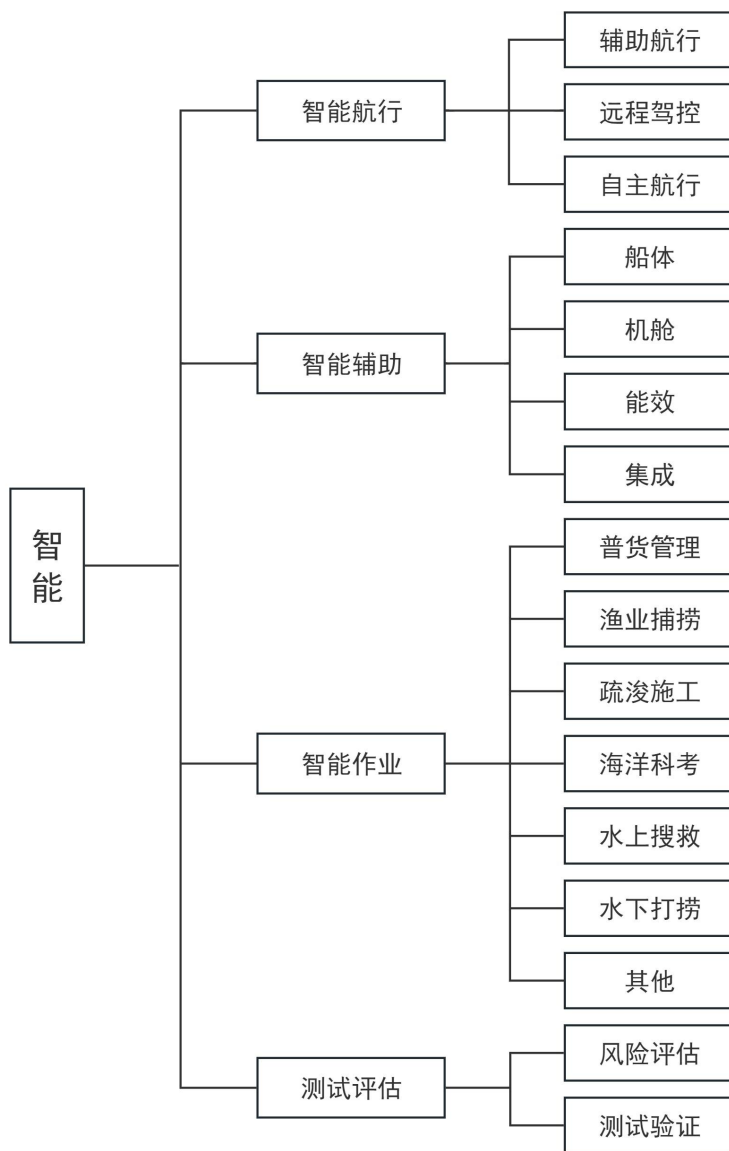 智能
智能航行
辅助航行
远程驾控
自主航行
智能辅助
船体
机舱
能效
集成
智能作业
普货管理
渔业捕捞
疏浚施工
海洋科考
水上搜救
水下打捞
其他
测试评估
风险评估
测试验证